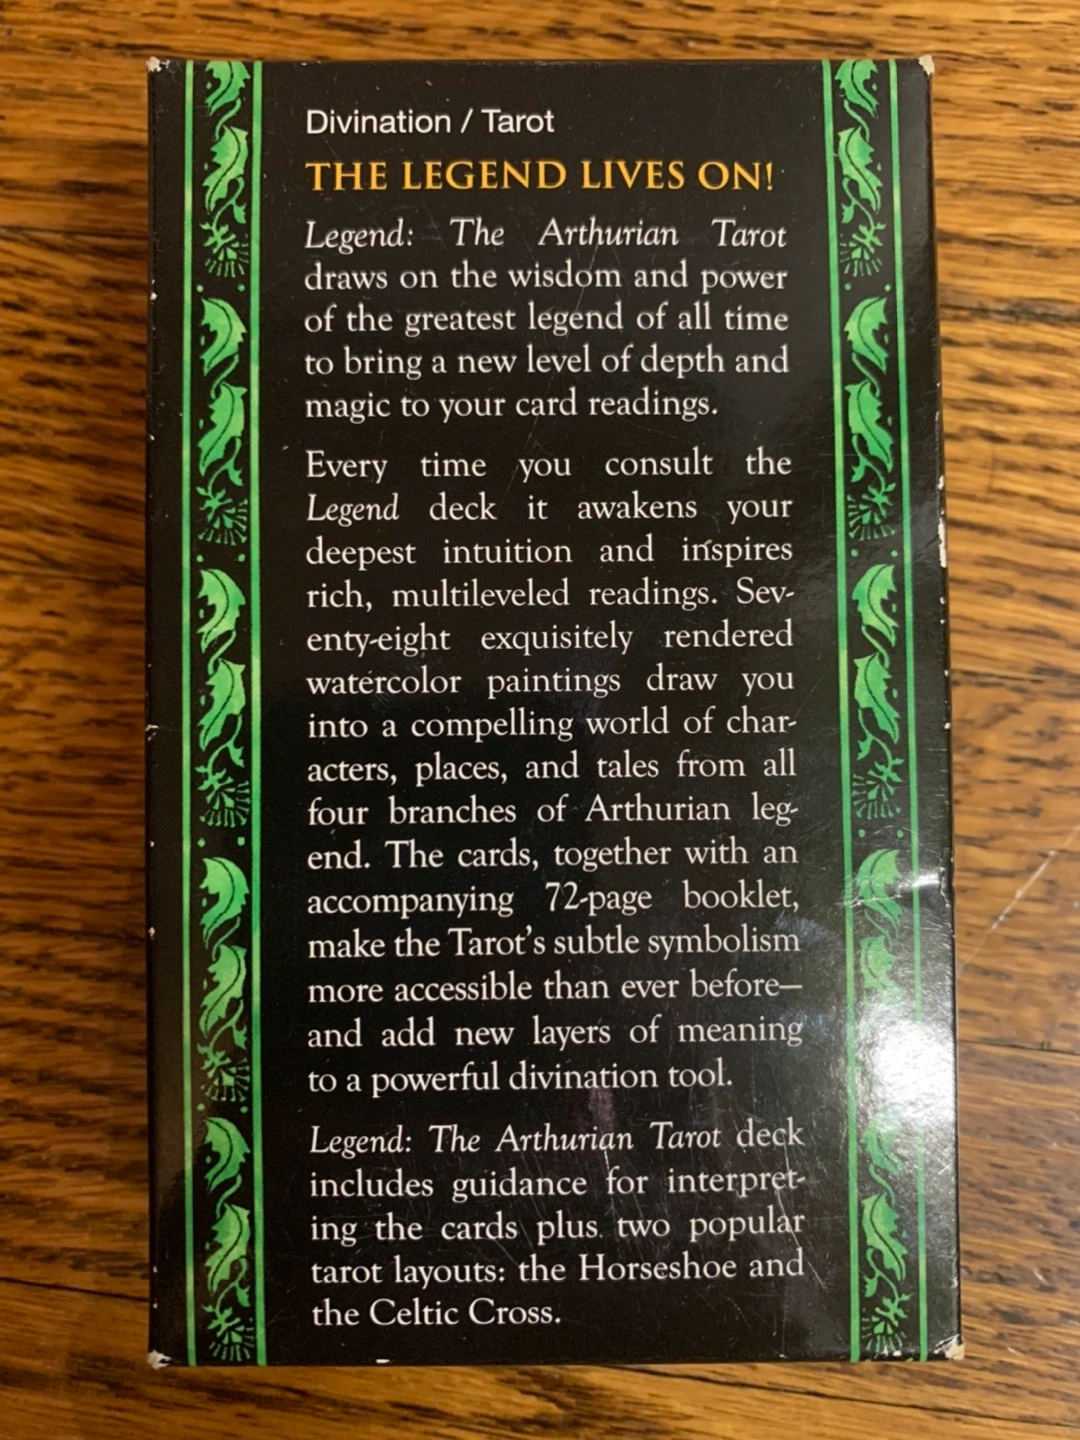 Divination / Tarot
THE LEGEND LIVES ON!
Legend: The Arthurian Tarot
draws on the wisdom and power
of the greatest legend of all time
to bring a new level of depth and
magic to your card readings.
Every time you consult the
Legend deck it awakens your
deepest intuition and inspires
rich, multileveled readings. Sev-
enty-eight exquisitely rendered
watercolor paintings draw you
into a compelling world of char-
acters, places, and tales from all
four branches of Arthurian leg-
end. The cards, together with an
accompanying 72-page booklet,
make the Tarot's subtle symbolism
more accessible than ever before—
and add new layers of meaning
to a powerful divination tool.
Legend: The Arthurian Tarot deck
includes guidance for interpret-
ing the cards plus two popular
tarot layouts: the Horseshoe and
the Celtic Cross.